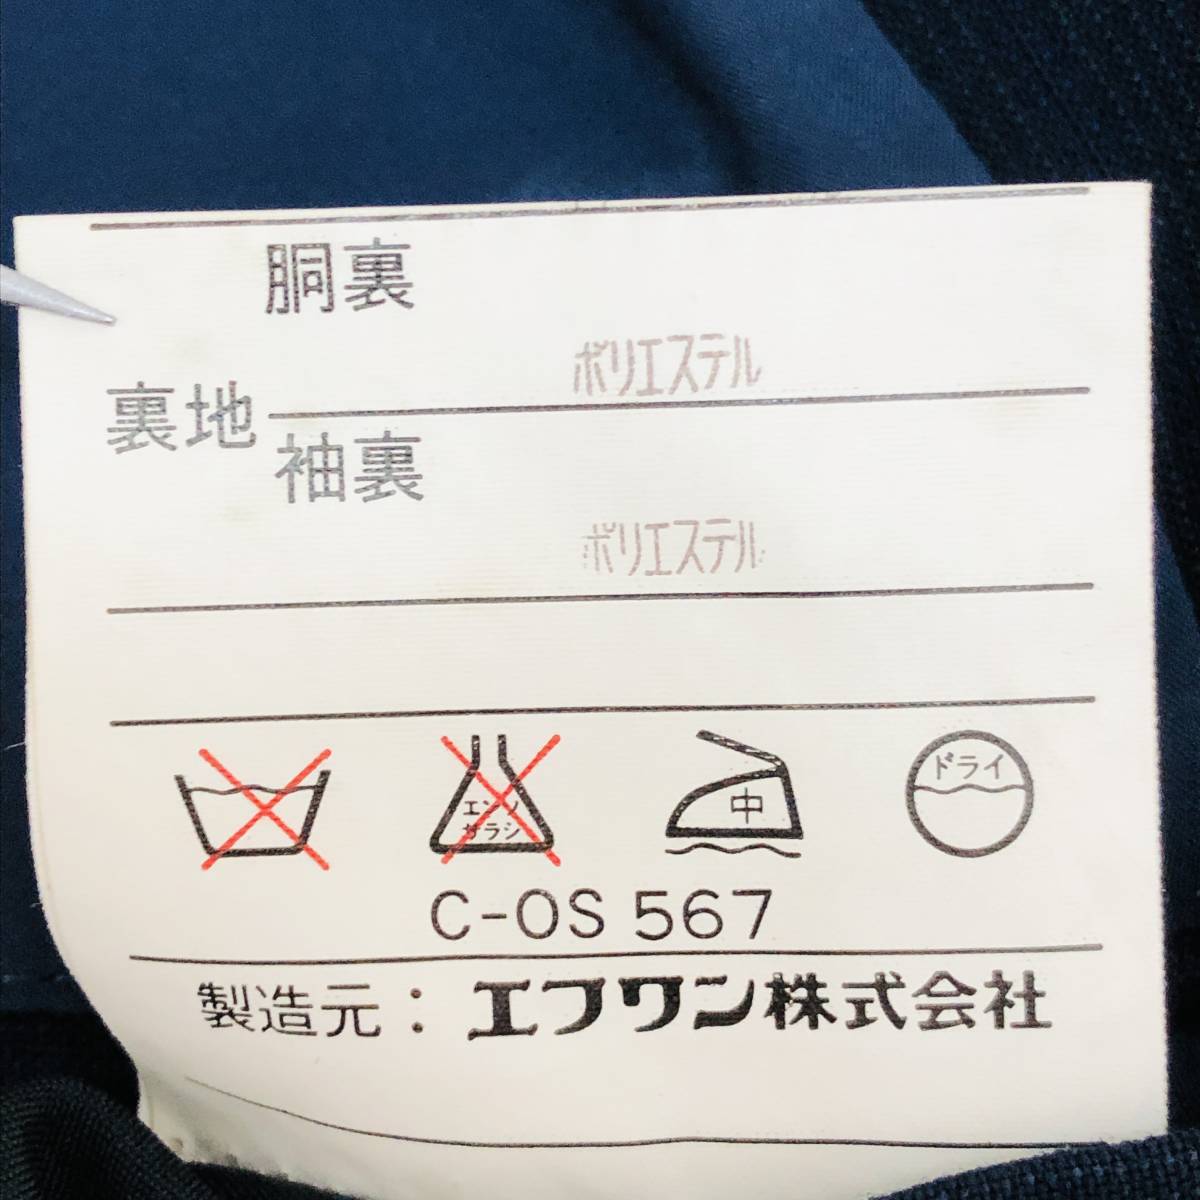 胴裏
ポリエステル
裏地
袖裏
ポリエステル
エンソ
サラシ
中
ドライ
C-OS 567
製造元：エフワン株式会社